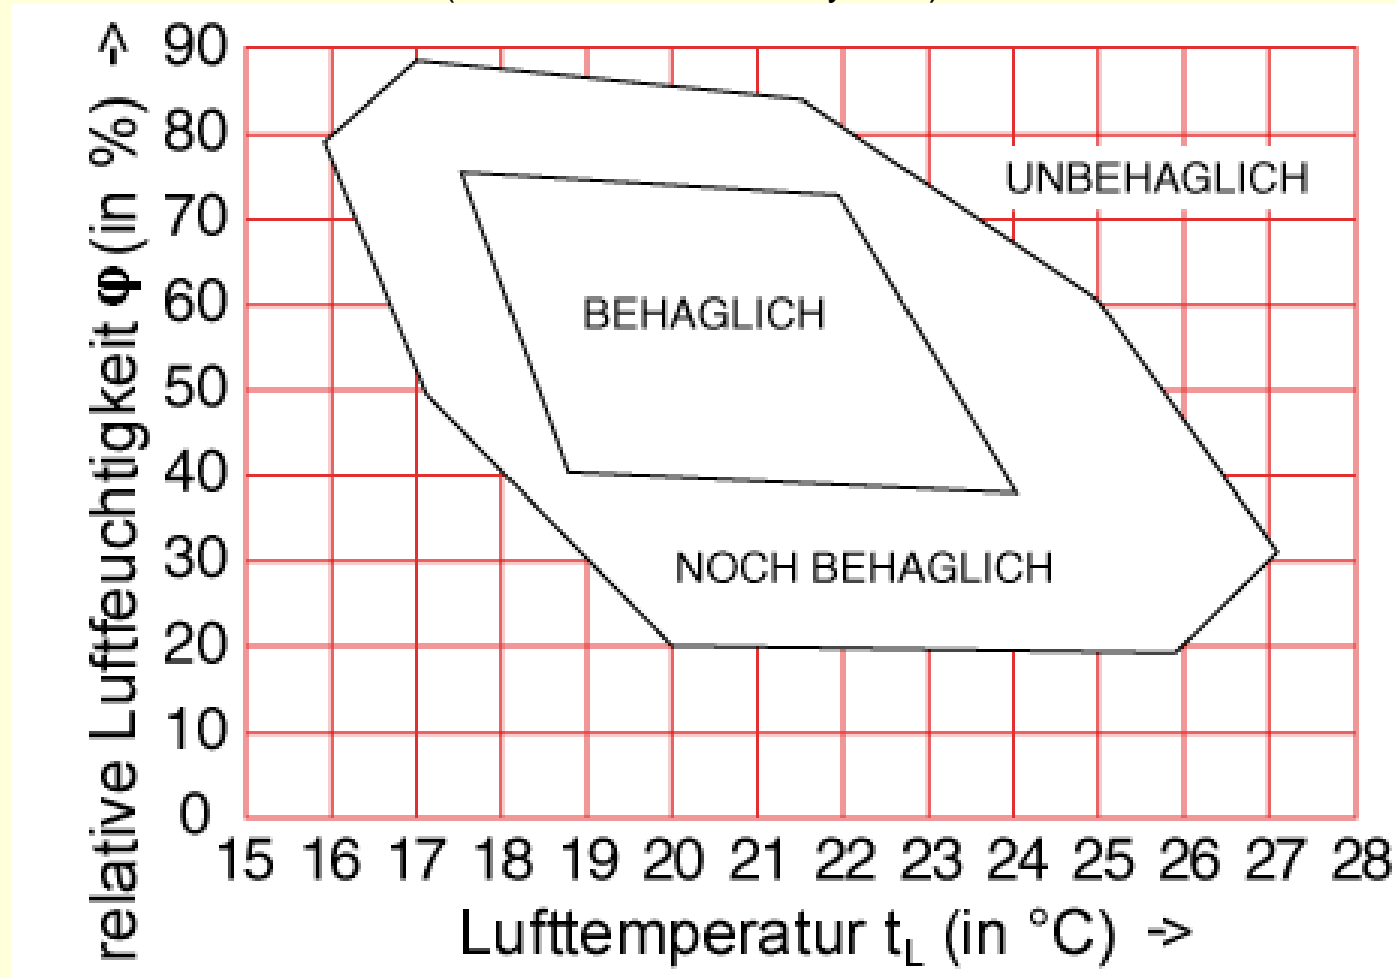 relative Luftfeuchtigkeit φ (in %) ->
90
80
70
60
50
40
30
20
10
0
UNBEHAGLICH
BEHAGLICH
NOCH BEHAGLICH
15 16 17 18 19 20 21 22 23 24 25 26 27 28
Lufttemperatur tL (in °C) ->